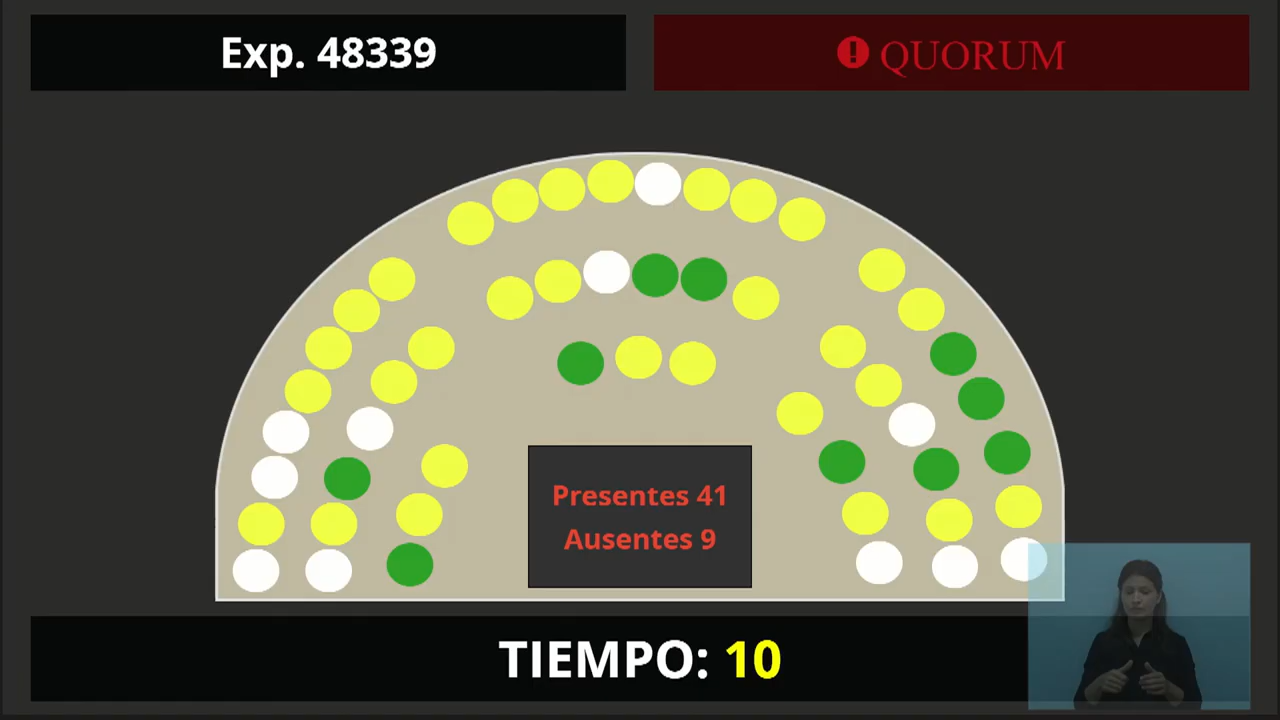 Exp. 48339
QUORUM
Presentes 41
Ausentes 9
TIEMPO: 10